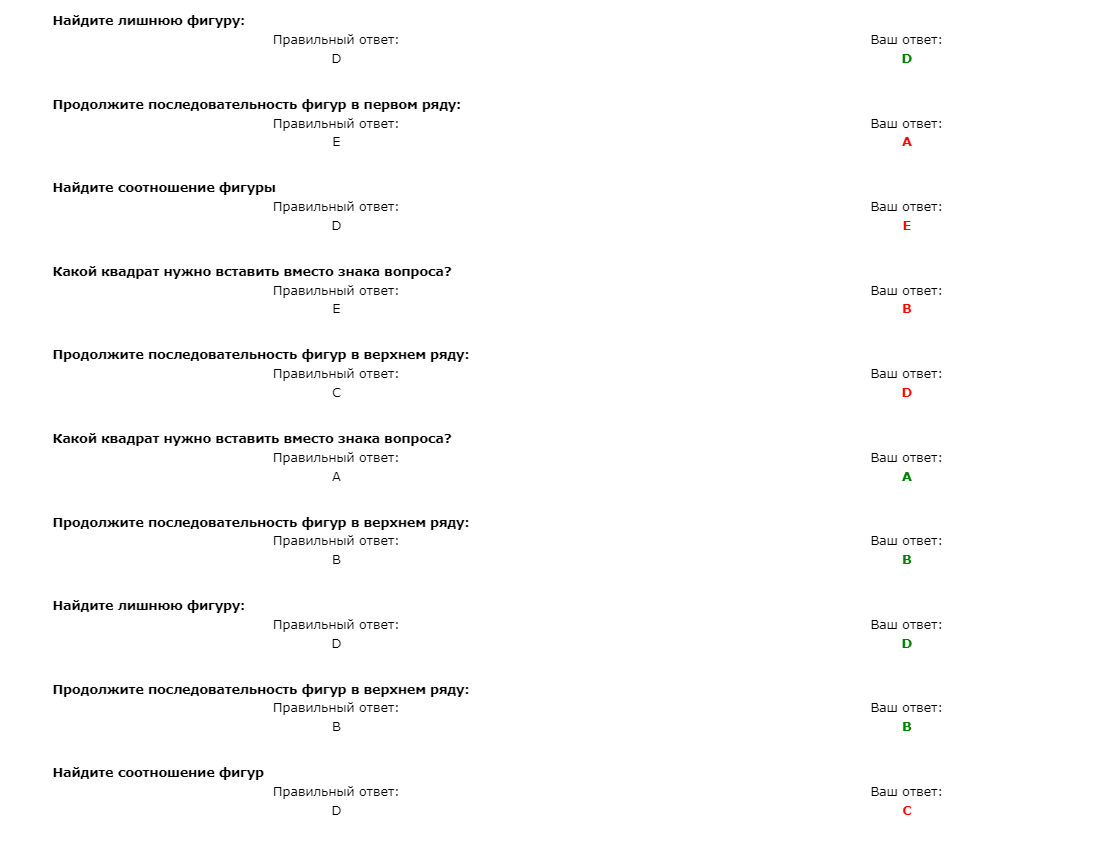 Найдите лишнюю фигуру:
Правильный ответ: Ваш ответ:
D D
Продолжите последовательность фигур в первом ряду:
Правильный ответ: Ваш ответ:
E A
Найдите соотношение фигуры
Правильный ответ: Ваш ответ:
D E
Какой квадрат нужно вставить вместо знака вопроса?
Правильный ответ: Ваш ответ:
E B
Продолжите последовательность фигур в верхнем ряду:
Правильный ответ: Ваш ответ:
C D
Какой квадрат нужно вставить вместо знака вопроса?
Правильный ответ: Ваш ответ:
A A
Продолжите последовательность фигур в верхнем ряду:
Правильный ответ: Ваш ответ:
B B
Найдите лишнюю фигуру:
Правильный ответ: Ваш ответ:
D D
Продолжите последовательность фигур в верхнем ряду:
Правильный ответ: Ваш ответ:
B B
Найдите соотношение фигур
Правильный ответ: Ваш ответ:
D C